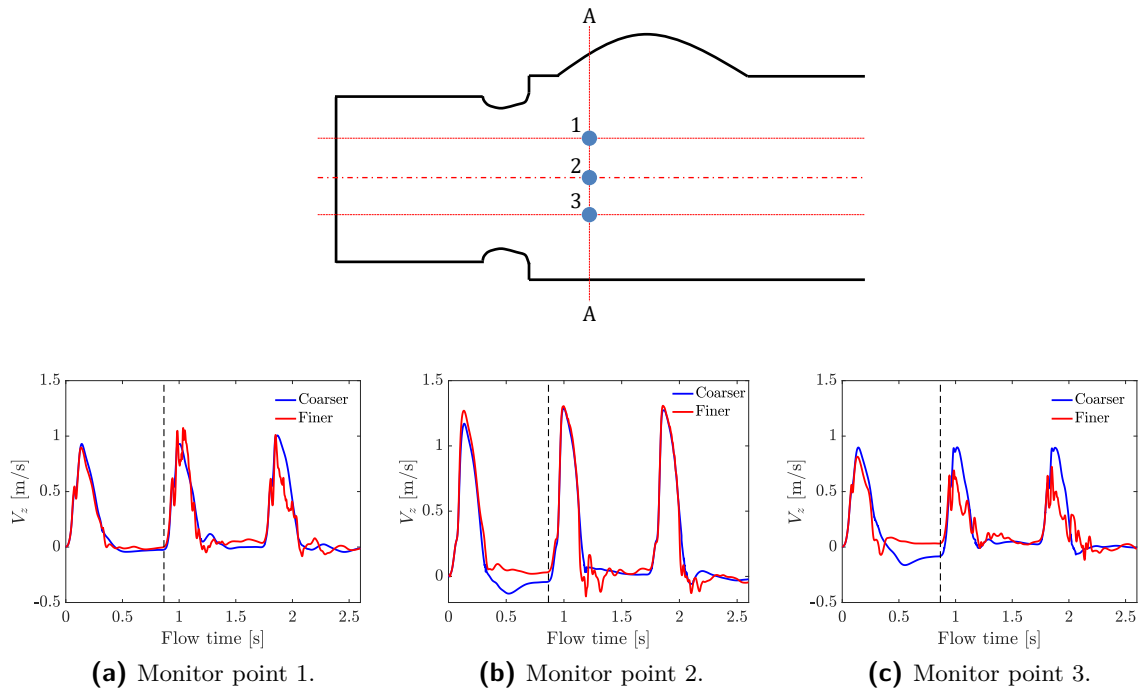 A
1
2
3
A
1.5
1
0.5
0
-0.5
V_z [m/s]
0 0.5 1 1.5 2 2.5
Flow time [s]
Coarser
Finer
(a) Monitor point 1.
1.5
1
0.5
0
V_z [m/s]
0 0.5 1 1.5 2 2.5
Flow time [s]
Coarser
Finer
(b) Monitor point 2.
1.5
1
0.5
0
-0.5
V_z [m/s]
0 0.5 1 1.5 2 2.5
Flow time [s]
Coarser
Finer
(c) Monitor point 3.